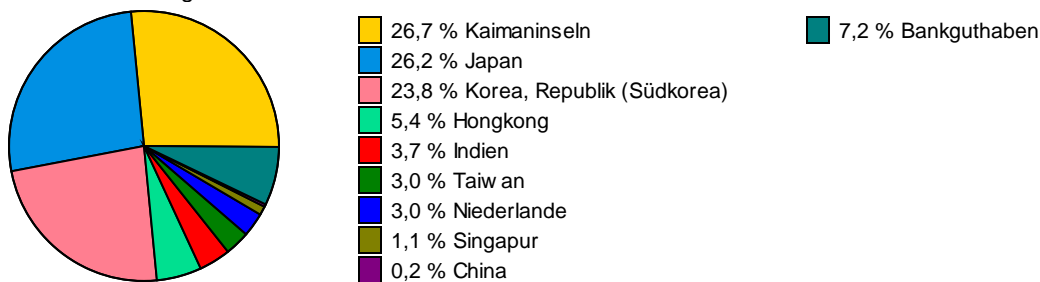 26,7 % Kaimaninseln
26,2 % Japan
23,8 % Korea, Republik (Südkorea)
5,4 % Hongkong
3,7 % Indien
3,0 % Taiw an
3,0 % Niederlande
1,1 % Singapur
0,2 % China
7,2 % Bankguthaben